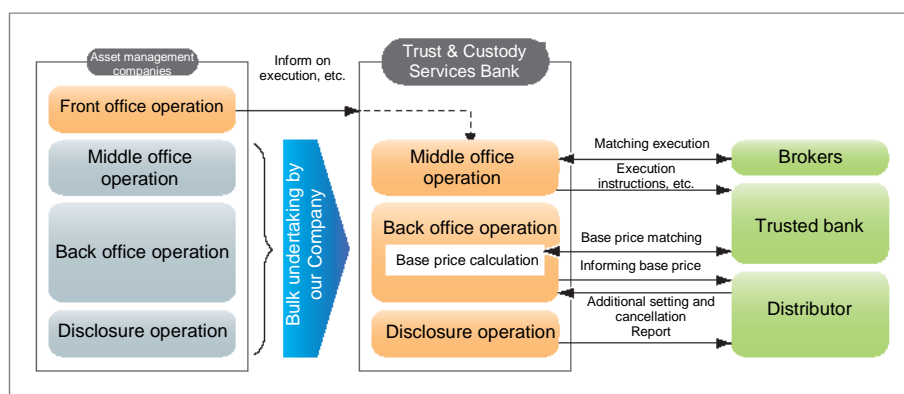 Asset management
companies
Front office operation
Middle office
operation
Back office operation
Disclosure operation
Inform on
execution, etc.
Bulk undertaking by
our Company
Trust & Custody
Services Bank
Middle office
operation
Back office operation
Base price calculation
Disclosure operation
Matching execution
Execution
instructions, etc.
Base price matching
Informing base price
Additional setting and
cancellation
Report
Brokers
Trusted bank
Distributor